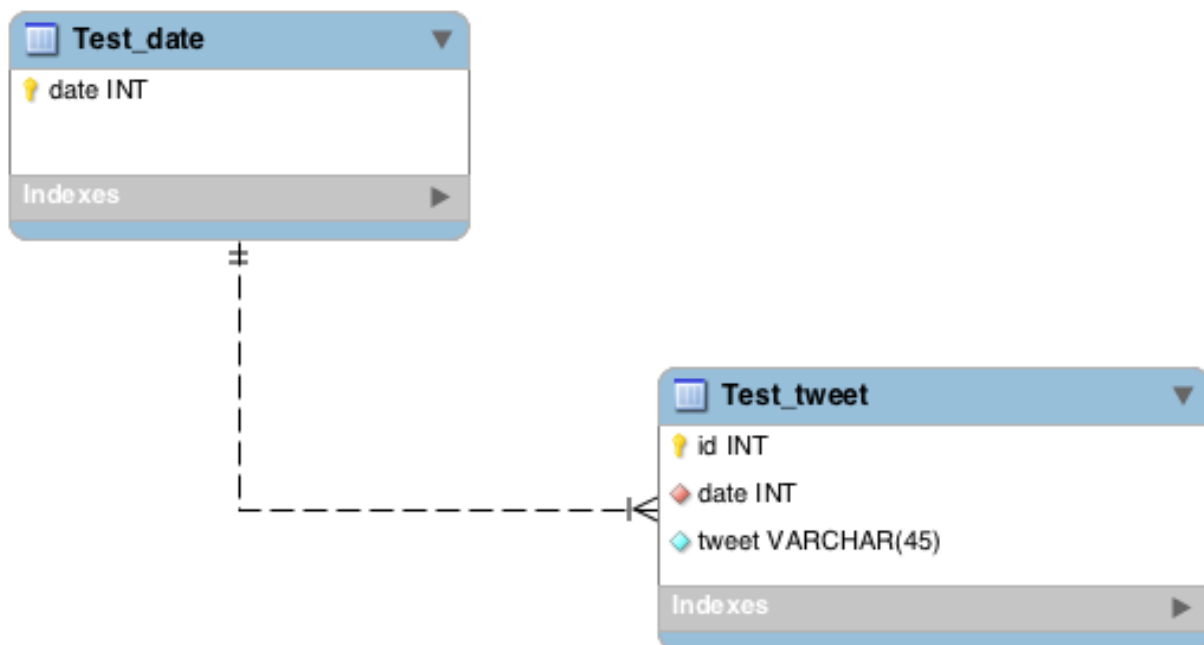 Test_date
date INT
Indexes
Test_tweet
id INT
date INT
tweet VARCHAR(45)
Indexes